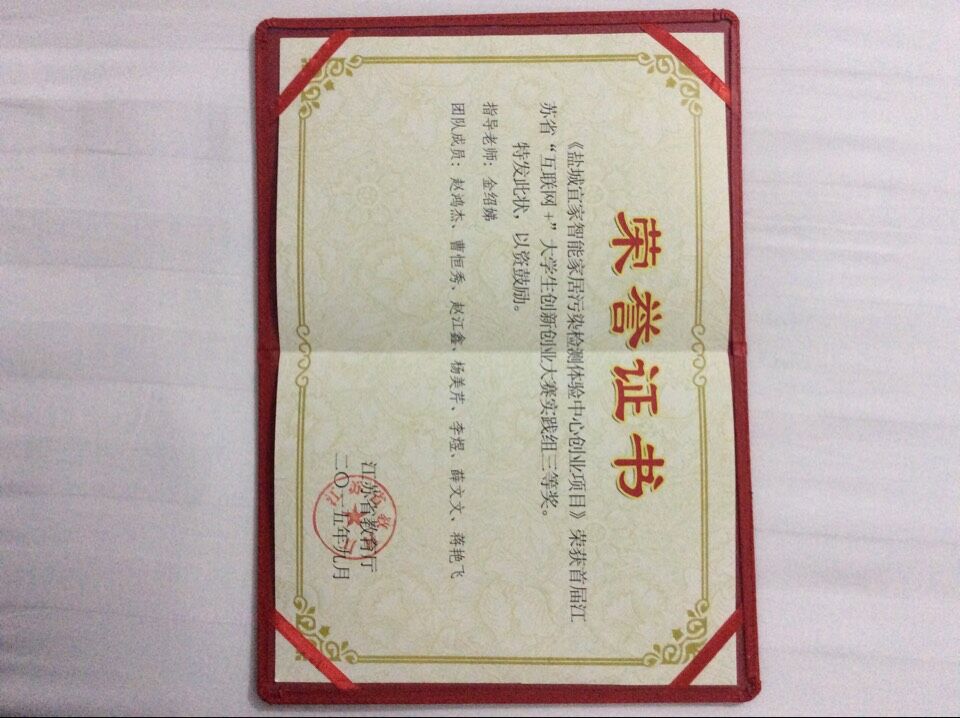 荣誉证书
《盐城宜家智能家居污染检测体验中心创业项目》荣获首届江
苏省“互联网+”大学生创新创业大赛实践组三等奖。
特发此状，以资鼓励。
指导老师：金绍娣
团队成员：赵鸿杰、曹恒秀、赵江鑫、杨美芹、李煜、薛文文、蒋艳飞
江苏省教育厅
二〇一五年九月